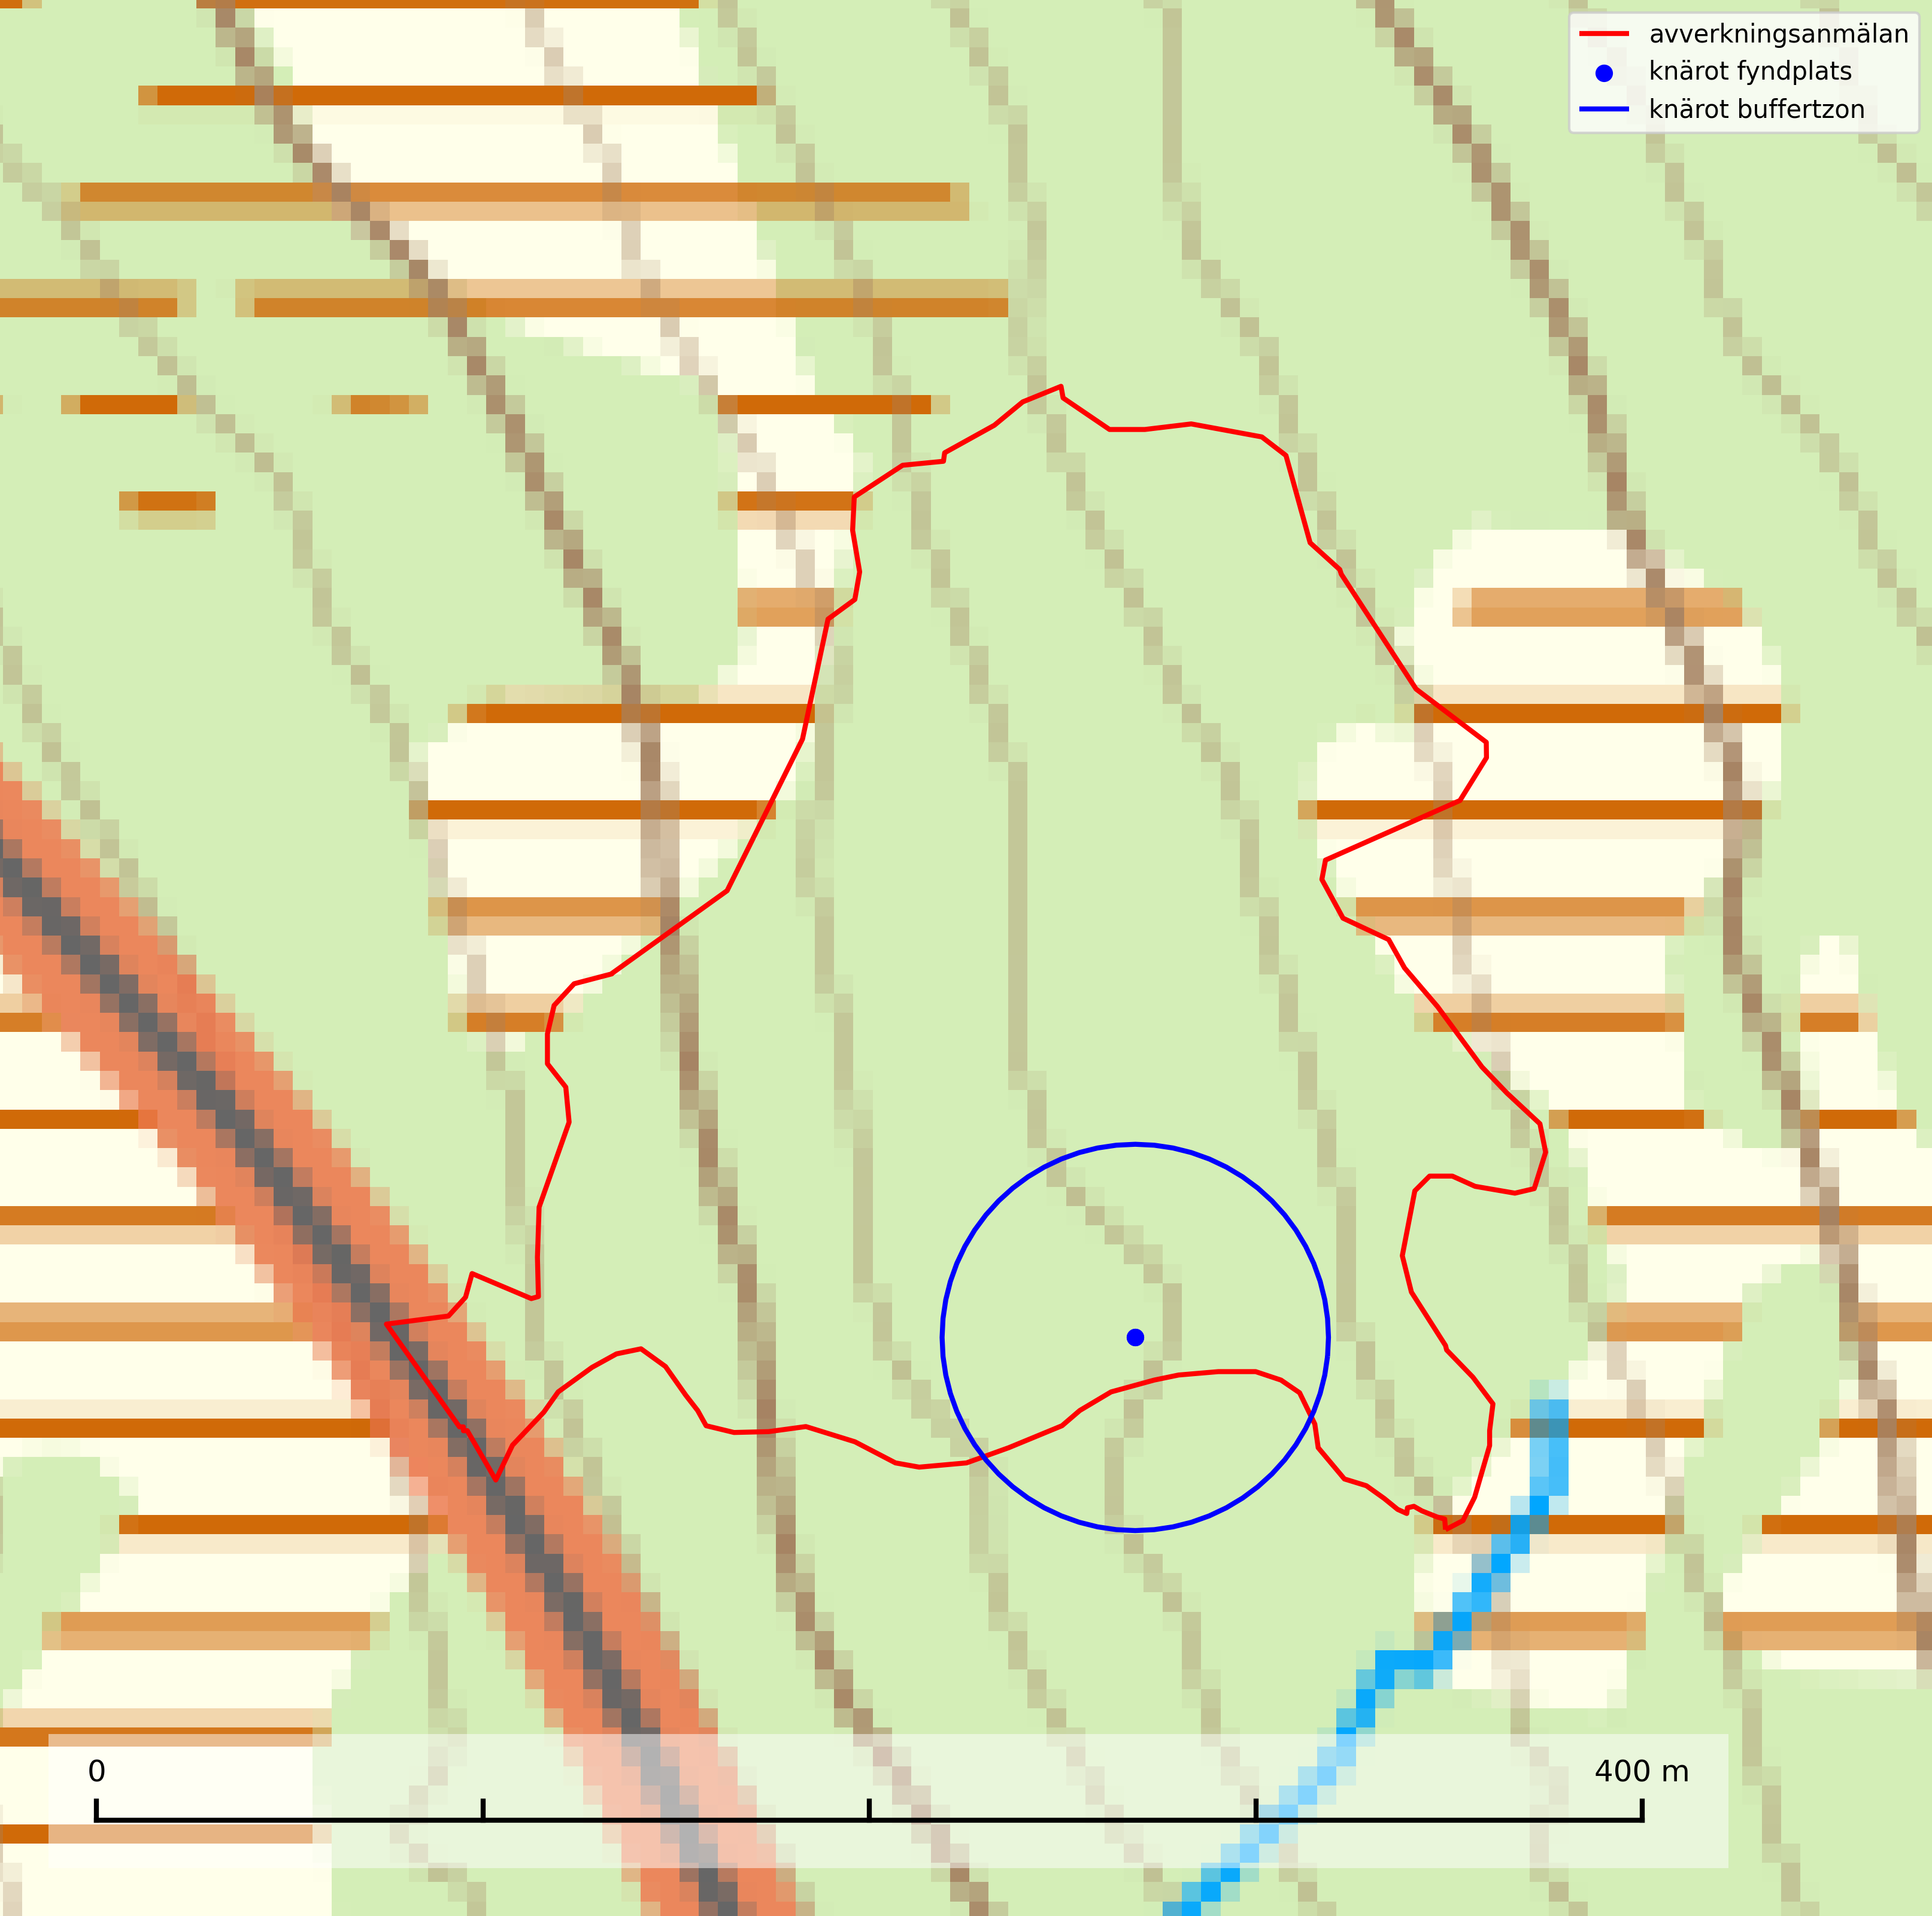 avverkningsanmälan
knärot fyndplats
knärot buffertzon
0
400 m